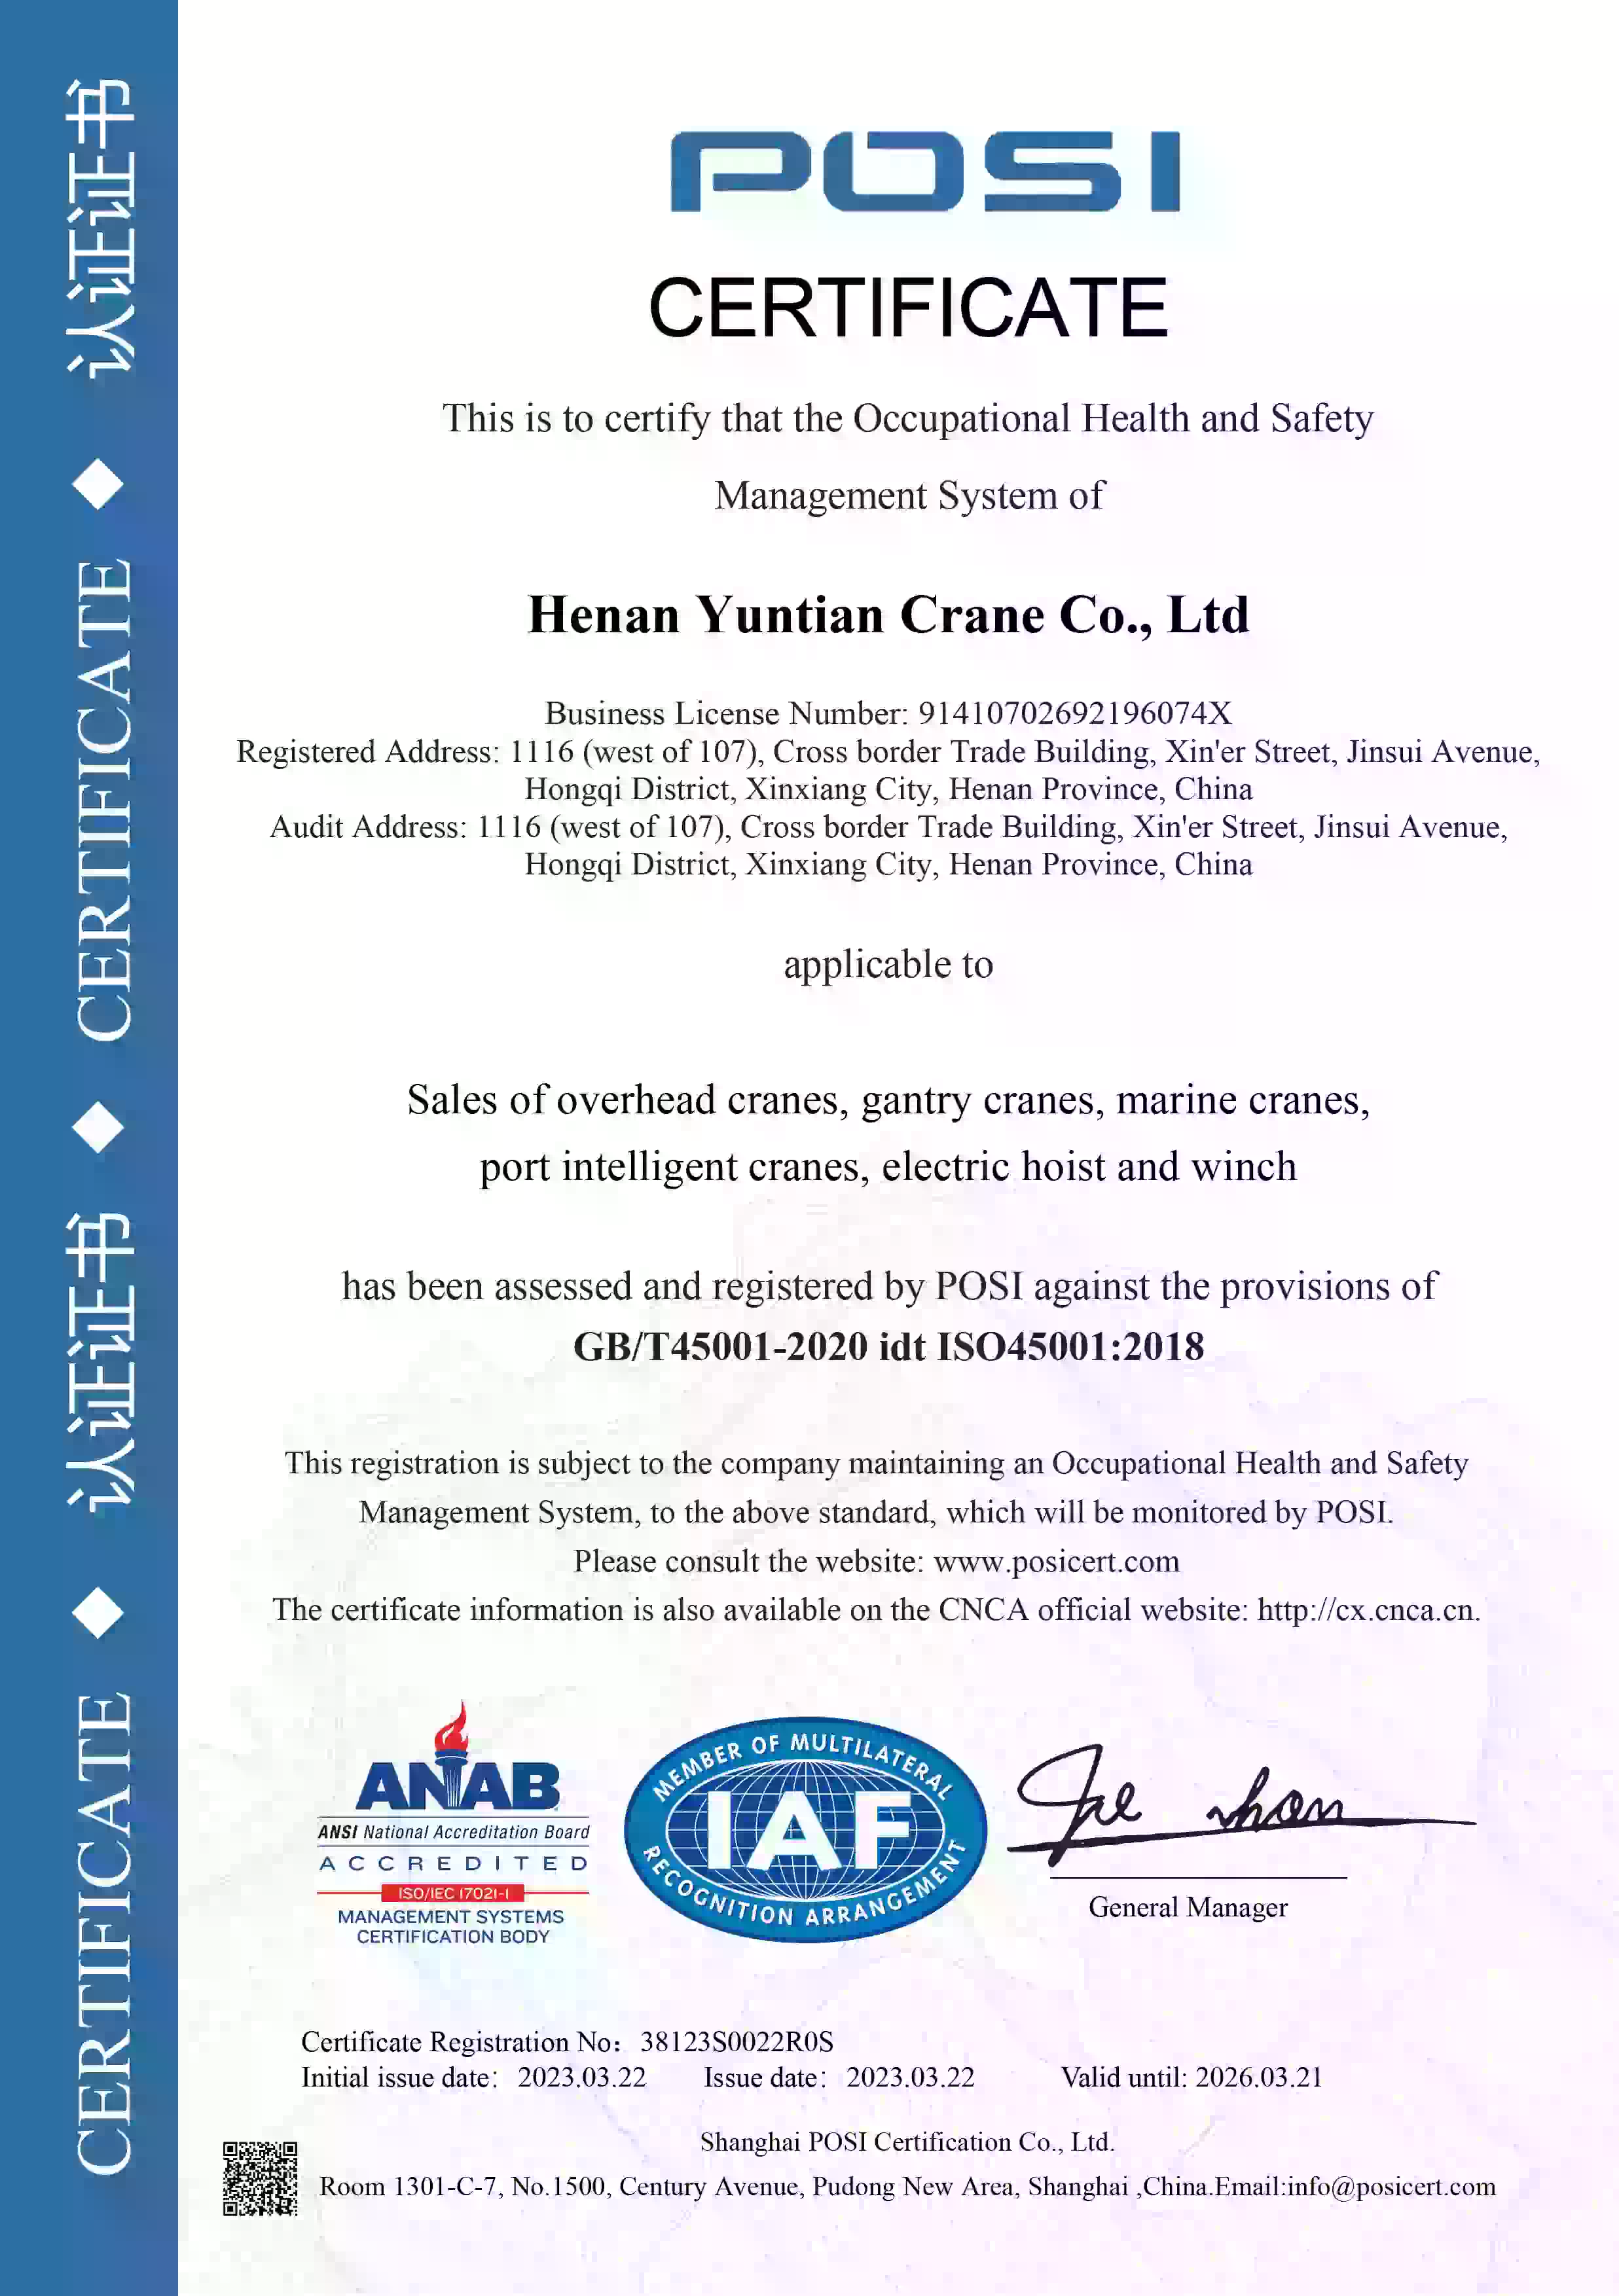 POSI
CERTIFICATE
This is to certify that the Occupational Health and Safety
Management System of
Henan Yuntian Crane Co., Ltd
Business License Number: 91410702692196074X
Registered Address: 1116 (west of 107), Cross border Trade Building, Xin'er Street, Jinsui Avenue,
Hongqi District, Xinxiang City, Henan Province, China
Audit Address: 1116 (west of 107), Cross border Trade Building, Xin'er Street, Jinsui Avenue,
Hongqi District, Xinxiang City, Henan Province, China
applicable to
Sales of overhead cranes, gantry cranes, marine cranes,
port intelligent cranes, electric hoist and winch
has been assessed and registered by POSI against the provisions of
GB/T45001-2020 idt ISO45001:2018
This registration is subject to the company maintaining an Occupational Health and Safety
Management System, to the above standard, which will be monitored by POSI.
Please consult the website: www.posicert.com
The certificate information is also available on the CNCA official website: http://cx.cnca.cn.
ANAB
ANSI National Accreditation Board
ACCREDITED
ISO/IEC 17021-1
MANAGEMENT SYSTEMS
CERTIFICATION BODY
MEMBER OF MULTILATERAL
IAF
RECOGNITION ARRANGEMENT
General Manager
Certificate Registration No：38123S0022R0S
Initial issue date：2023.03.22 Issue date：2023.03.22 Valid until: 2026.03.21
Shanghai POSI Certification Co., Ltd.
Room 1301-C-7, No.1500, Century Avenue, Pudong New Area, Shanghai ,China.Email:info@posicert.com
CERTIFICATE ◆ 认证证书 ◆ CERTIFICATE ◆ 认证证书